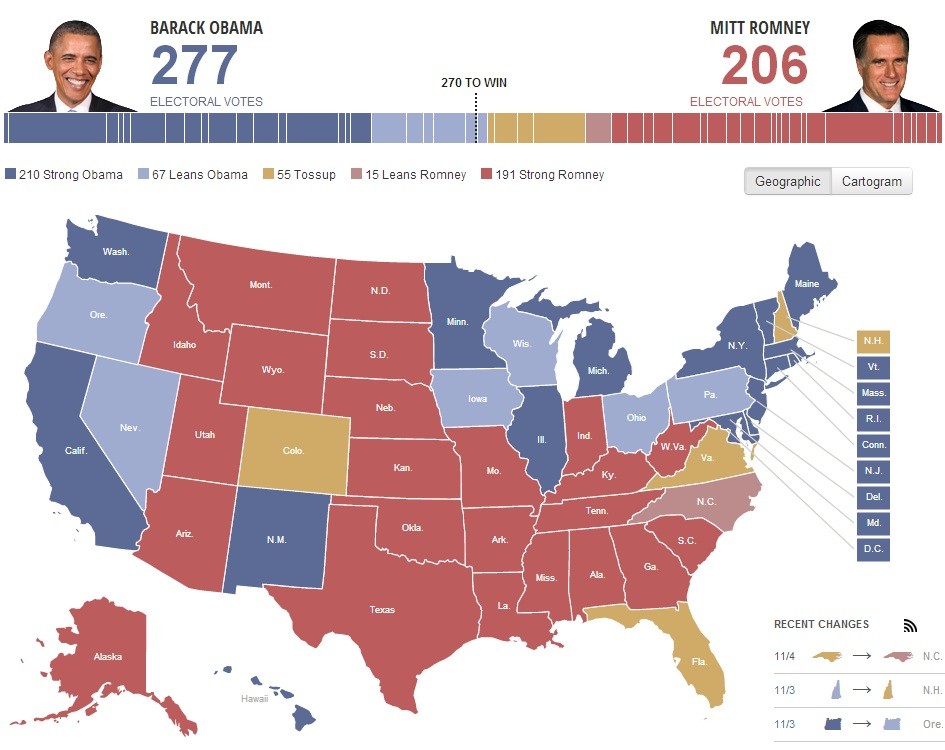 BARACK OBAMA
277
ELECTORAL VOTES
270 TO WIN
MITT ROMNEY
206
ELECTORAL VOTES
210 Strong Obama
67 Leans Obama
55 Tossup
15 Leans Romney
191 Strong Romney
Geographic
Cartogram
Wash.
Ore.
Calif.
Nev.
Idaho
Mont.
Wyo.
Utah
Ariz.
Colo.
N.M.
N.D.
S.D.
Neb.
Kan.
Okla.
Texas
Minn.
Iowa
Mo.
Ark.
La.
Wis.
Ill.
Mich.
Ind.
Ohio
Ky.
Tenn.
Miss.
Ala.
Ga.
Fla.
S.C.
N.C.
Va.
W.Va.
Pa.
N.Y.
Maine
N.H.
Vt.
Mass.
R.I.
Conn.
N.J.
Del.
Md.
D.C.
Alaska
Hawaii
RECENT CHANGES
11/4 N.C.
11/3 N.H.
11/3 Ore.